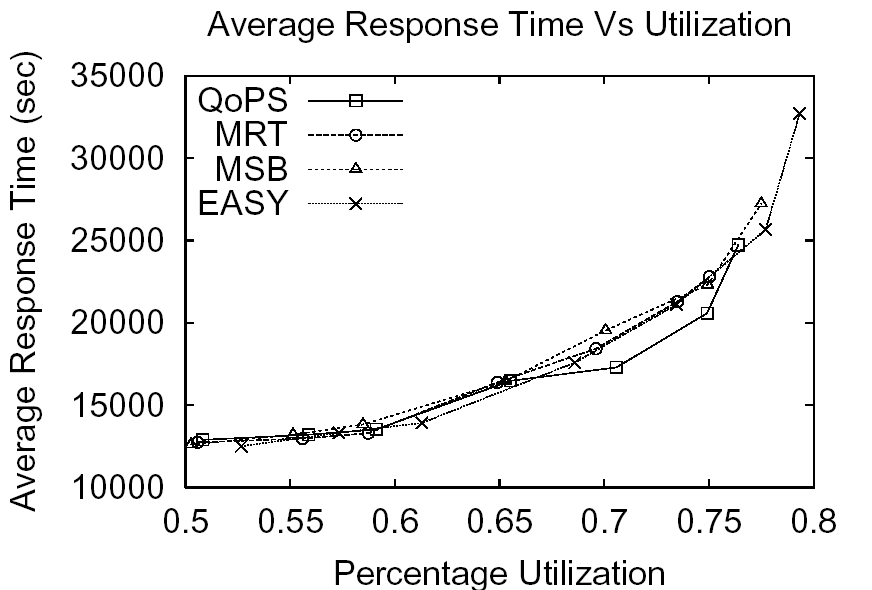 Average Response Time Vs Utilization
Average Response Time (sec)
35000
30000
25000
20000
15000
10000
QoPS
MRT
MSB
EASY
0.5 0.55 0.6 0.65 0.7 0.75 0.8
Percentage Utilization